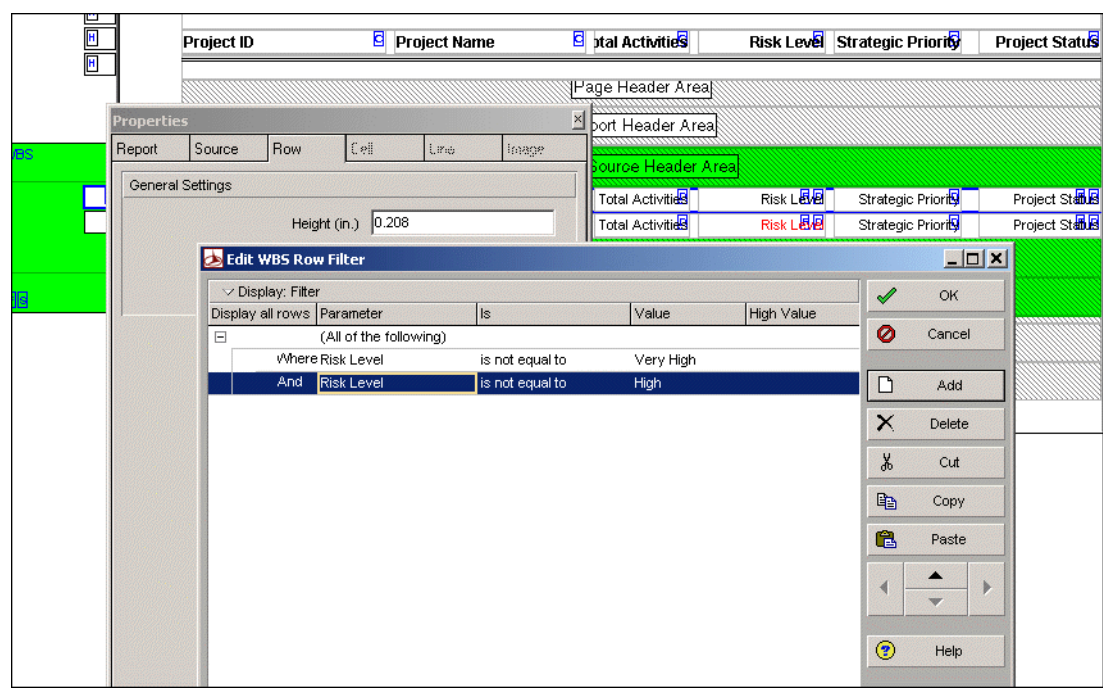 H
H Project ID C Project Name C otal Activities Risk Level Strategic Priority Project Status
H
Page Header Area
Properties
port Header Area
Report Source Row Cell Line Image
WBS
Source Header Area
General Settings
Total Activities Risk Level Strategic Priority Project Status
Height (in.) 0.208
Total Activities Risk Level Strategic Priority Project Status
Edit WBS Row Filter
Display: Filter
OK
Display all rows Parameter Is Value High Value
(All of the following)
Cancel
Where Risk Level is not equal to Very High
And Risk Level is not equal to High
Add
Delete
Cut
Copy
Paste
Help